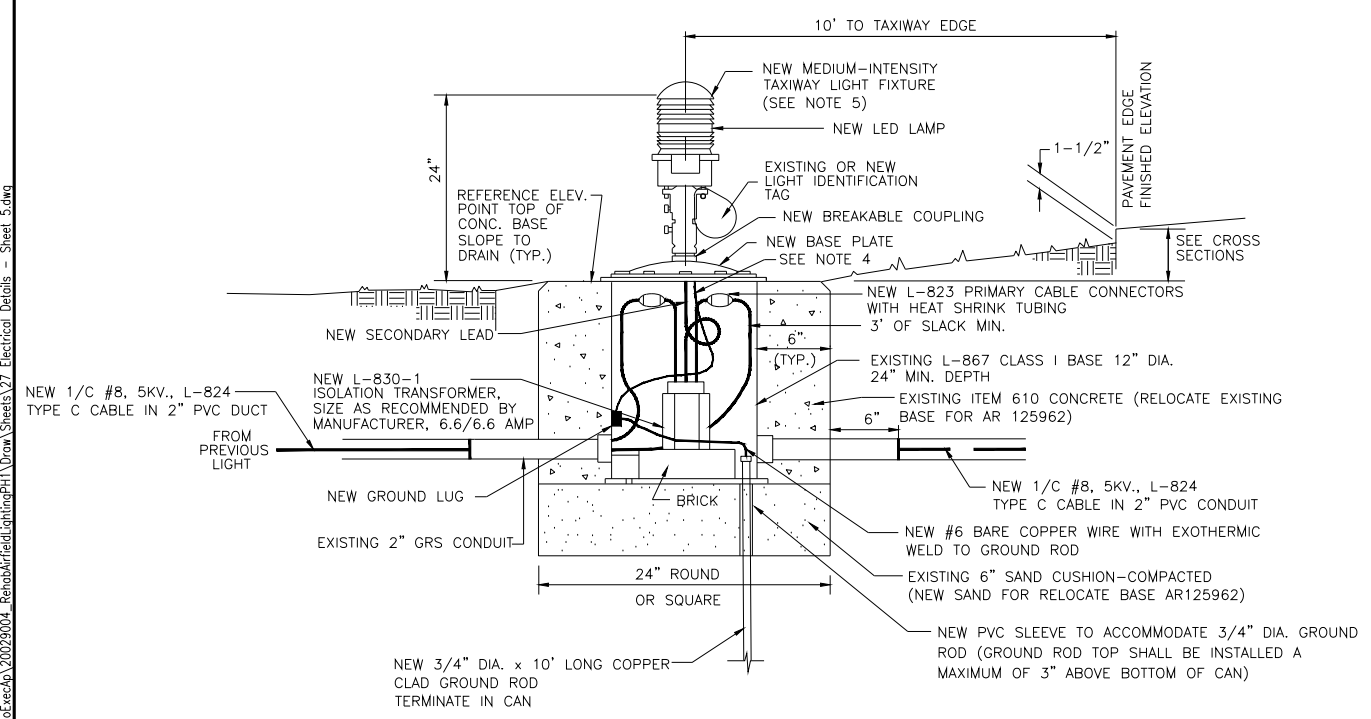 10' TO TAXIWAY EDGE
NEW MEDIUM-INTENSITY
TAXIWAY LIGHT FIXTURE
(SEE NOTE 5)
NEW LED LAMP
24"
EXISTING OR NEW
LIGHT IDENTIFICATION
TAG
1-1/2"
PAVEMENT EDGE
FINISHED ELEVATION
REFERENCE ELEV.
POINT TOP OF
CONC. BASE
SLOPE TO
DRAIN (TYP.)
NEW BREAKABLE COUPLING
NEW BASE PLATE
SEE NOTE 4
SEE CROSS
SECTIONS
NEW L-823 PRIMARY CABLE CONNECTORS
WITH HEAT SHRINK TUBING
3' OF SLACK MIN.
NEW SECONDARY LEAD
6"
(TYP.)
EXISTING L-867 CLASS I BASE 12" DIA.
24" MIN. DEPTH
NEW L-830-1
ISOLATION TRANSFORMER,
SIZE AS RECOMMENDED BY
MANUFACTURER, 6.6/6.6 AMP
NEW 1/C #8, 5KV., L-824
TYPE C CABLE IN 2" PVC DUCT
EXISTING ITEM 610 CONCRETE (RELOCATE EXISTING
BASE FOR AR 125962)
6"
FROM
PREVIOUS
LIGHT
NEW 1/C #8, 5KV., L-824
TYPE C CABLE IN 2" PVC CONDUIT
NEW GROUND LUG
BRICK
NEW #6 BARE COPPER WIRE WITH EXOTHERMIC
WELD TO GROUND ROD
EXISTING 2" GRS CONDUIT
24" ROUND
OR SQUARE
EXISTING 6" SAND CUSHION-COMPACTED
(NEW SAND FOR RELOCATE BASE AR125962)
NEW PVC SLEEVE TO ACCOMMODATE 3/4" DIA. GROUND
ROD (GROUND ROD TOP SHALL BE INSTALLED A
MAXIMUM OF 3" ABOVE BOTTOM OF CAN)
NEW 3/4" DIA. x 10' LONG COPPER
CLAD GROUND ROD
TERMINATE IN CAN
oExecAp\20029004_RehabAirfieldLightingPH1\Draw\Sheets\27 Electrical Details - Sheet 5.dwg